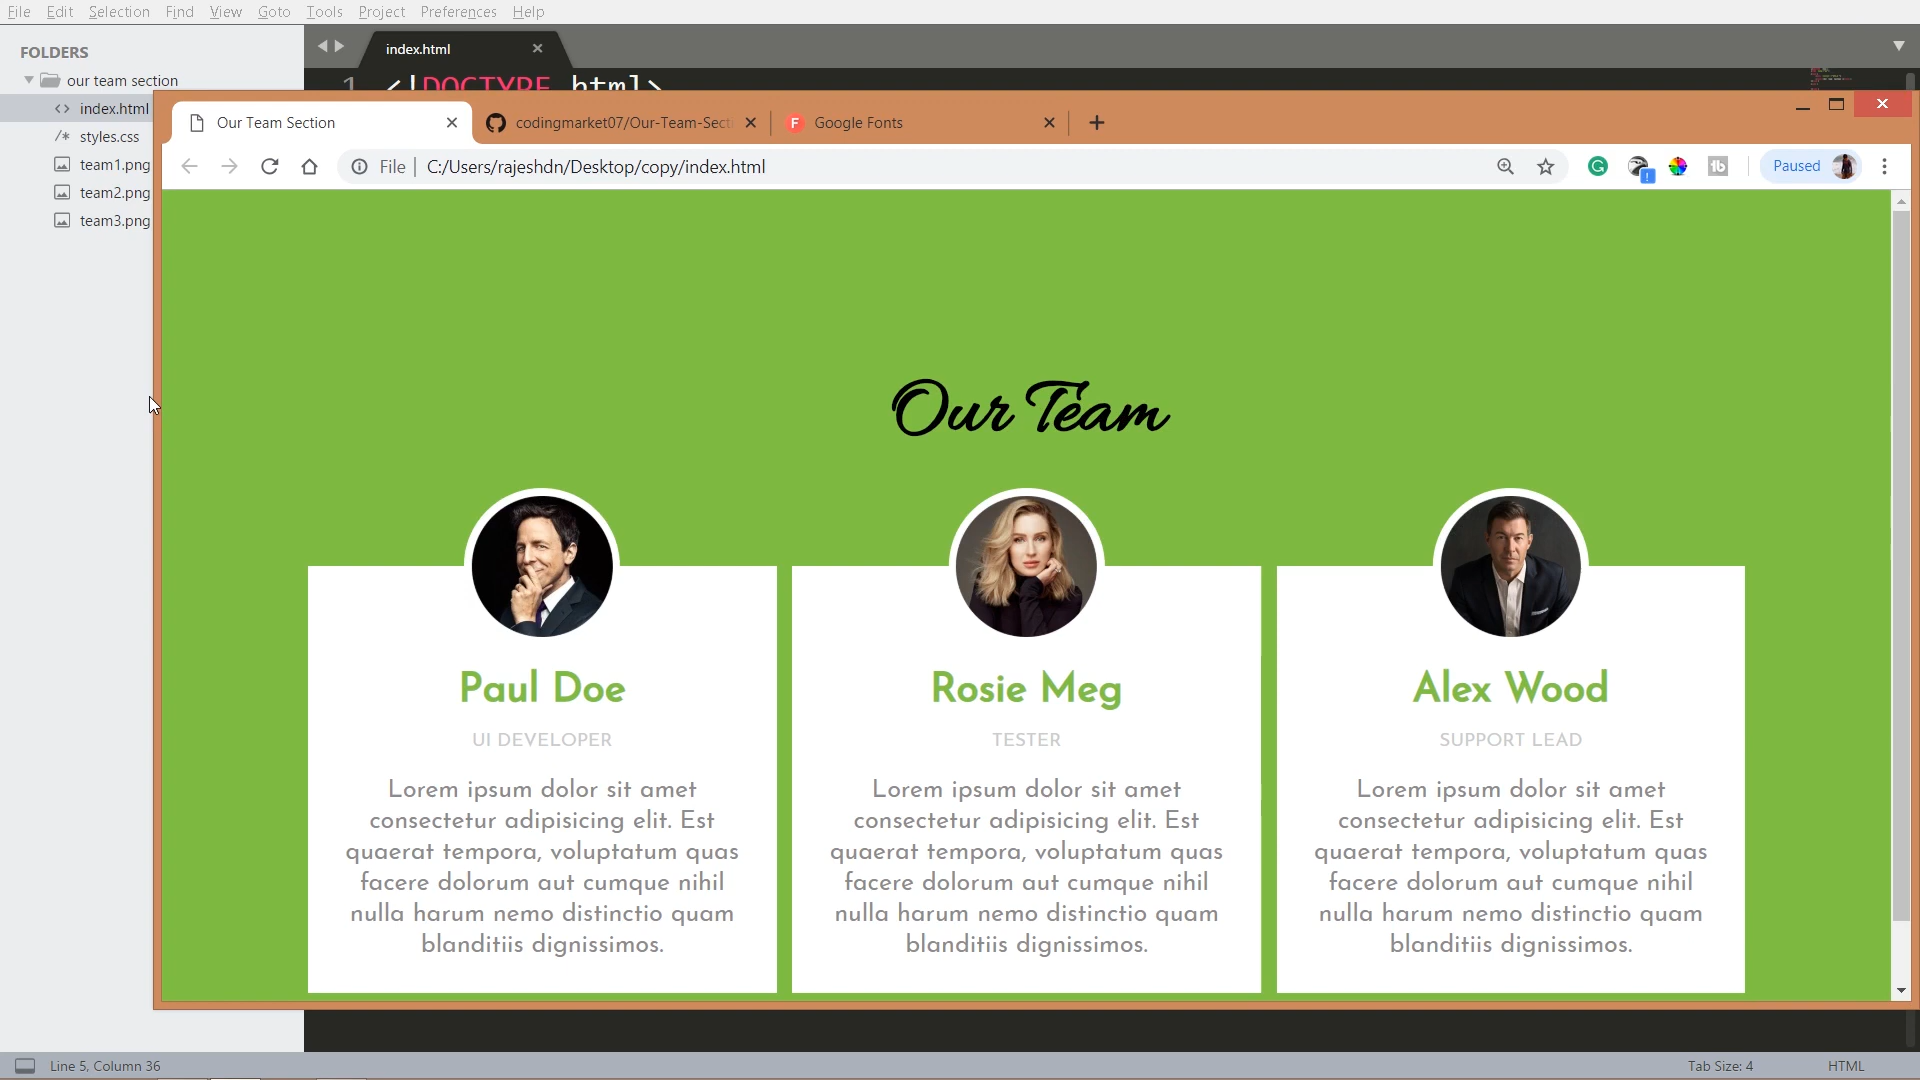 File Edit Selection Find View Goto Tools Project Preferences Help
FOLDERS
our team section
index.html
styles.css
team1.png
team2.png
team3.png
index.html
1 <!DOCTYPE html>
Our Team Section
codingmarket07/Our-Team-Secti
Google Fonts
File C:/Users/rajeshdn/Desktop/copy/index.html
Paused
Our Team
Paul Doe
UI DEVELOPER
Lorem ipsum dolor sit amet
consectetur adipisicing elit. Est
quaerat tempora, voluptatum quas
facere dolorum aut cumque nihil
nulla harum nemo distinctio quam
blanditiis dignissimos.
Rosie Meg
TESTER
Lorem ipsum dolor sit amet
consectetur adipisicing elit. Est
quaerat tempora, voluptatum quas
facere dolorum aut cumque nihil
nulla harum nemo distinctio quam
blanditiis dignissimos.
Alex Wood
SUPPORT LEAD
Lorem ipsum dolor sit amet
consectetur adipisicing elit. Est
quaerat tempora, voluptatum quas
facere dolorum aut cumque nihil
nulla harum nemo distinctio quam
blanditiis dignissimos.
Line 5, Column 36
Tab Size: 4
HTML